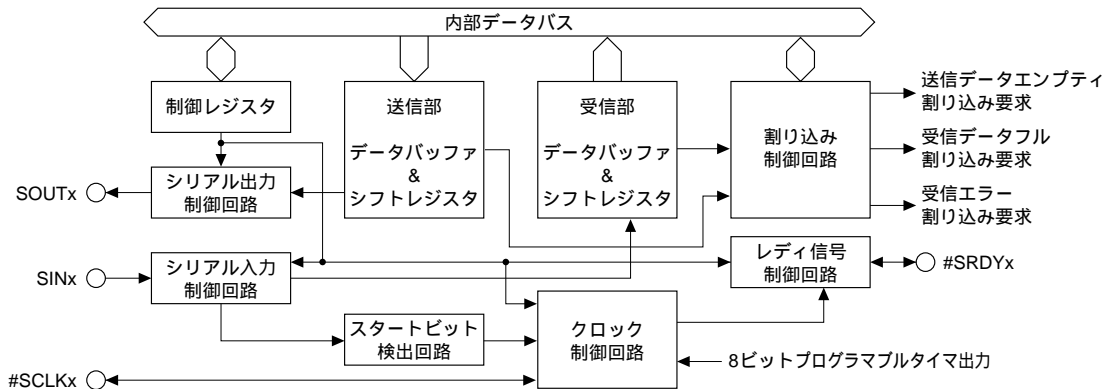 内部データバス
制御レジスタ
送信部
データバッファ
&
シフトレジスタ
受信部
データバッファ
&
シフトレジスタ
割り込み
制御回路
送信データエンプティ
割り込み要求
受信データフル
割り込み要求
受信エラー
割り込み要求
SOUTx
シリアル出力
制御回路
SINx
シリアル入力
制御回路
レディ信号
制御回路
#SRDYx
スタートビット
検出回路
クロック
制御回路
8ビットプログラマブルタイマ出力
#SCLKx